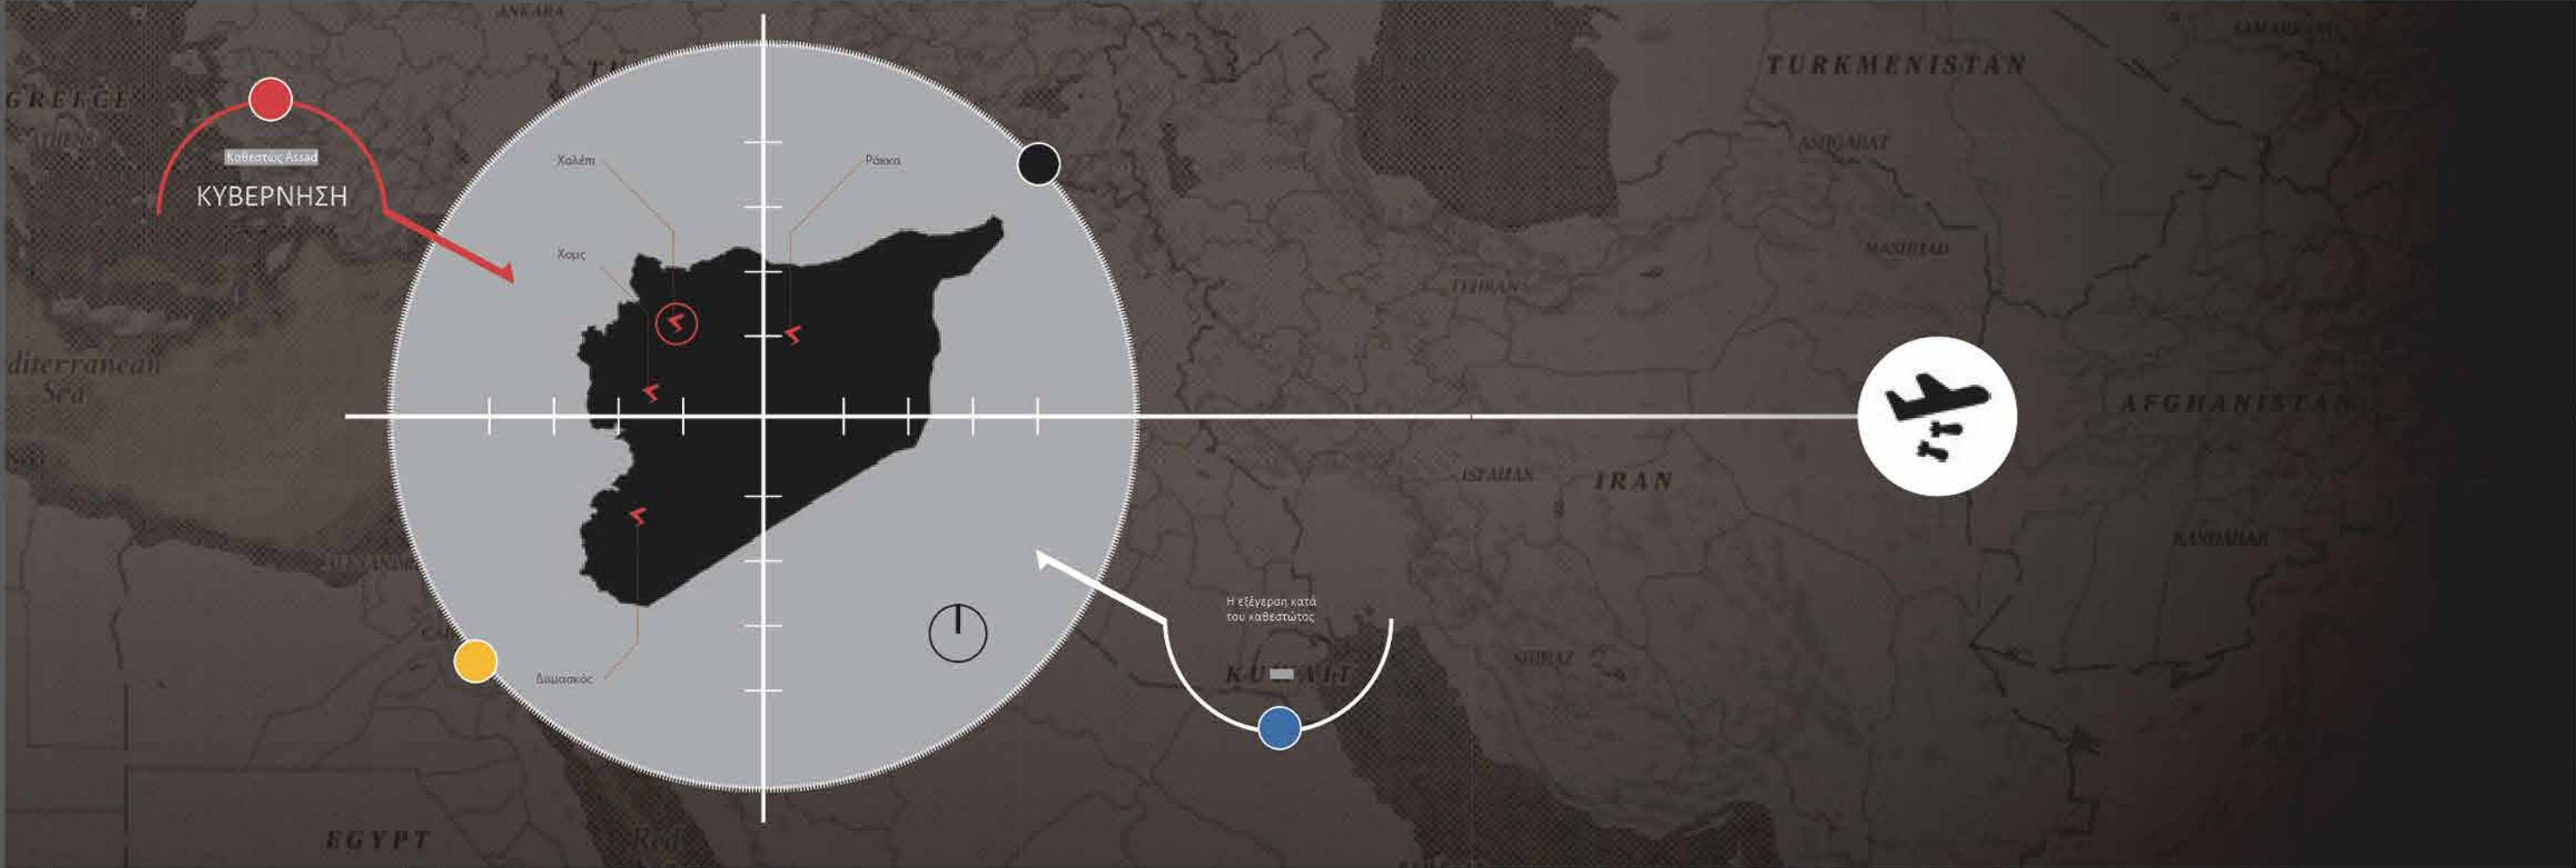 ANKARA
GREECE
ATHENS
TURKMENISTAN
ASHGABAT
MASHHAD
TEHRAN
Καθεστώς Assad
ΚΥΒΕΡΝΗΣΗ
Χαλέπι
Ράκκα
Χομς
diterranean
Sea
AFGHANISTAN
ISFAHAN
IRAN
KANDAHAR
Η εξέγερση κατά
του καθεστώτος
SHIRAZ
Δαμασκός
EGYPT
Red